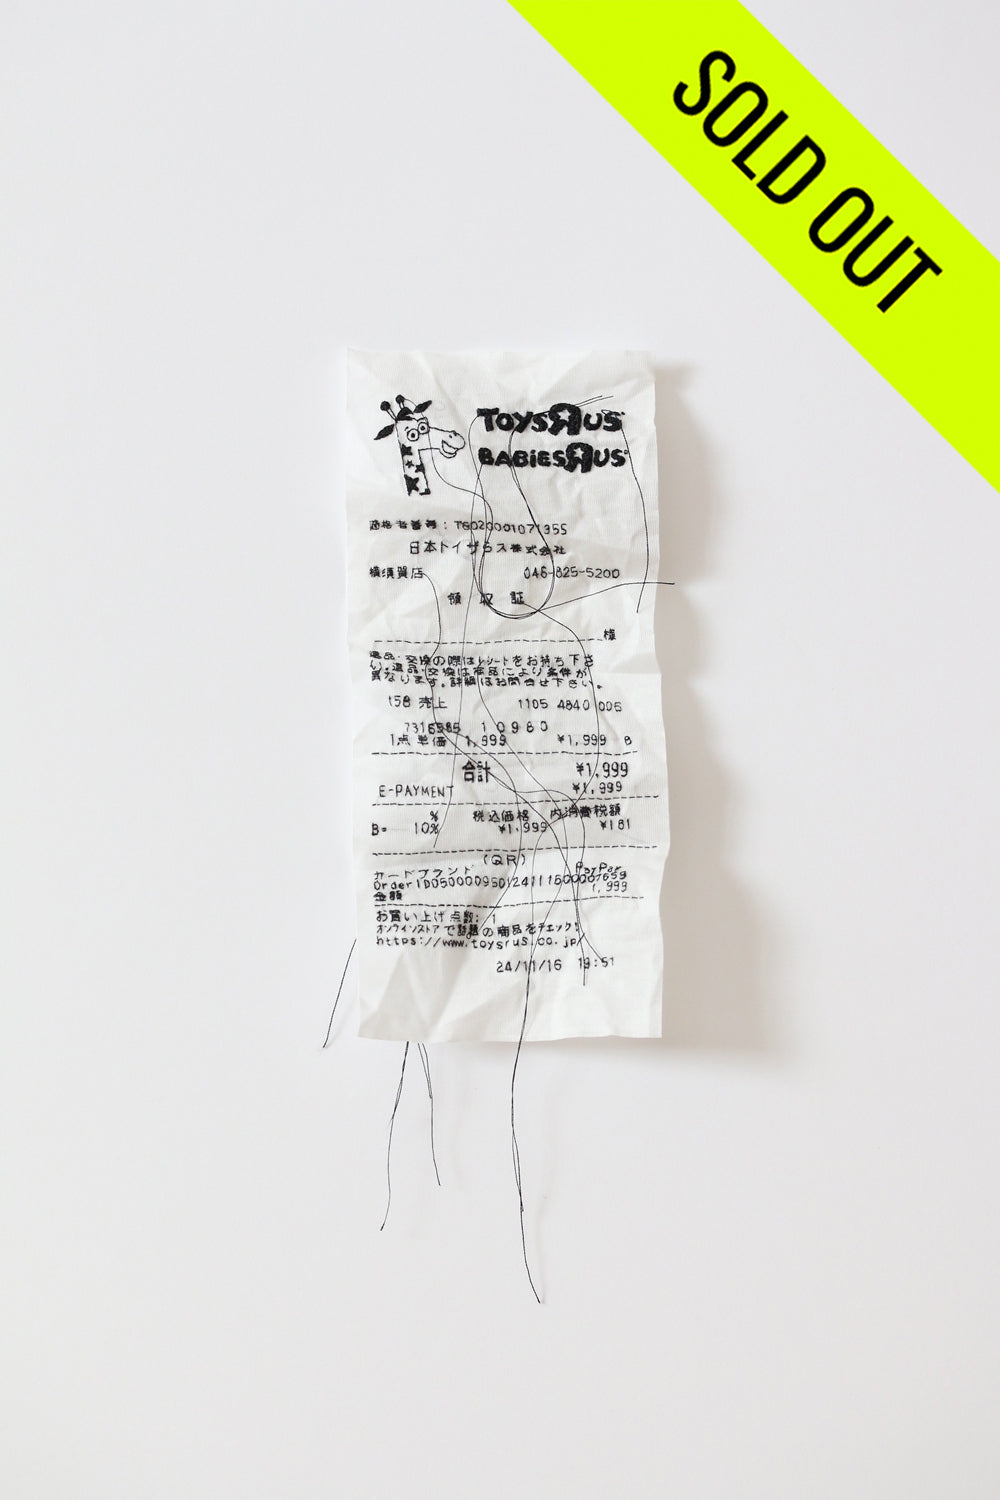 SOLD OUT
TOYSЯUS
BABIESЯUS
適格者番号: T6020001071355
日本トイザらス株式会社
横須賀店 046-825-5200
領 収 証
様
返品・交換の際はレシートをお持ち下さ
い。返品・交換は商品により条件が
異なります。詳細はお問合せ下さい。
158 売上 1105 4840 006
7316585 10980
1点 単価 1,999 ¥1,999 B
合計 ¥1,999
E-PAYMENT ¥1,999
% 税込価格 内消費税額
B= 10% ¥1,999 ¥181
(QR)
カードブランド PayPay
金額 1,999
お買い上げ点数: 1
オンラインストアで話題の商品をチェック!
https://www.toysrus.co.jp/
24/11/16 19:51